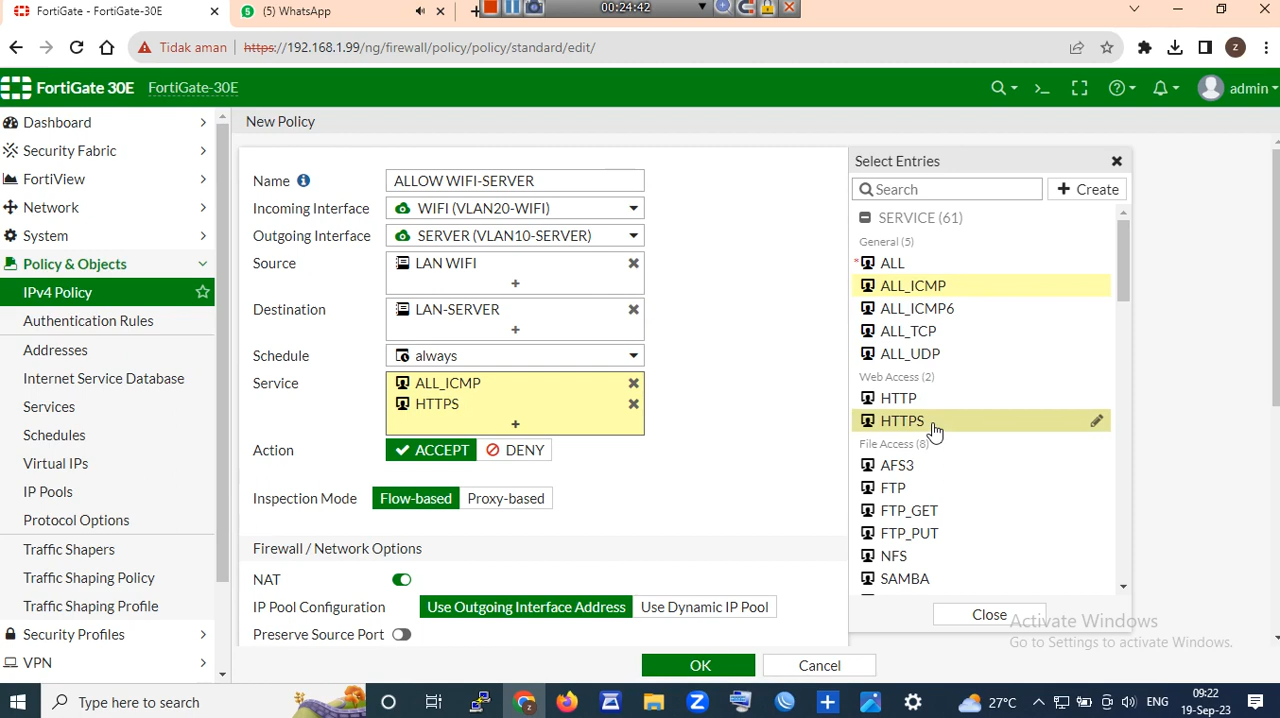 FortiGate - FortiGate-30E
(5) WhatsApp
00:24:42
Tidak aman
https://192.168.1.99/ng/firewall/policy/policy/standard/edit/
Z
FortiGate 30E
FortiGate-30E
admin
Dashboard
Security Fabric
FortiView
Network
System
Policy & Objects
IPv4 Policy
Authentication Rules
Addresses
Internet Service Database
Services
Schedules
Virtual IPs
IP Pools
Protocol Options
Traffic Shapers
Traffic Shaping Policy
Traffic Shaping Profile
Security Profiles
VPN
New Policy
Name
ALLOW WIFI-SERVER
Incoming Interface
WIFI (VLAN20-WIFI)
Outgoing Interface
SERVER (VLAN10-SERVER)
Source
LAN WIFI
+
Destination
LAN-SERVER
+
Schedule
always
Service
ALL_ICMP
HTTPS
+
Action
ACCEPT
DENY
Inspection Mode
Flow-based
Proxy-based
Firewall / Network Options
NAT
IP Pool Configuration
Use Outgoing Interface Address
Use Dynamic IP Pool
Preserve Source Port
OK
Cancel
Select Entries
Search
+ Create
SERVICE (61)
General (5)
* ALL
ALL_ICMP
ALL_ICMP6
ALL_TCP
ALL_UDP
Web Access (2)
HTTP
HTTPS
File Access (8)
AFS3
FTP
FTP_GET
FTP_PUT
NFS
SAMBA
Close
Activate Windows
Go to Settings to activate Windows.
Type here to search
27°C
ENG
09:22
19-Sep-23